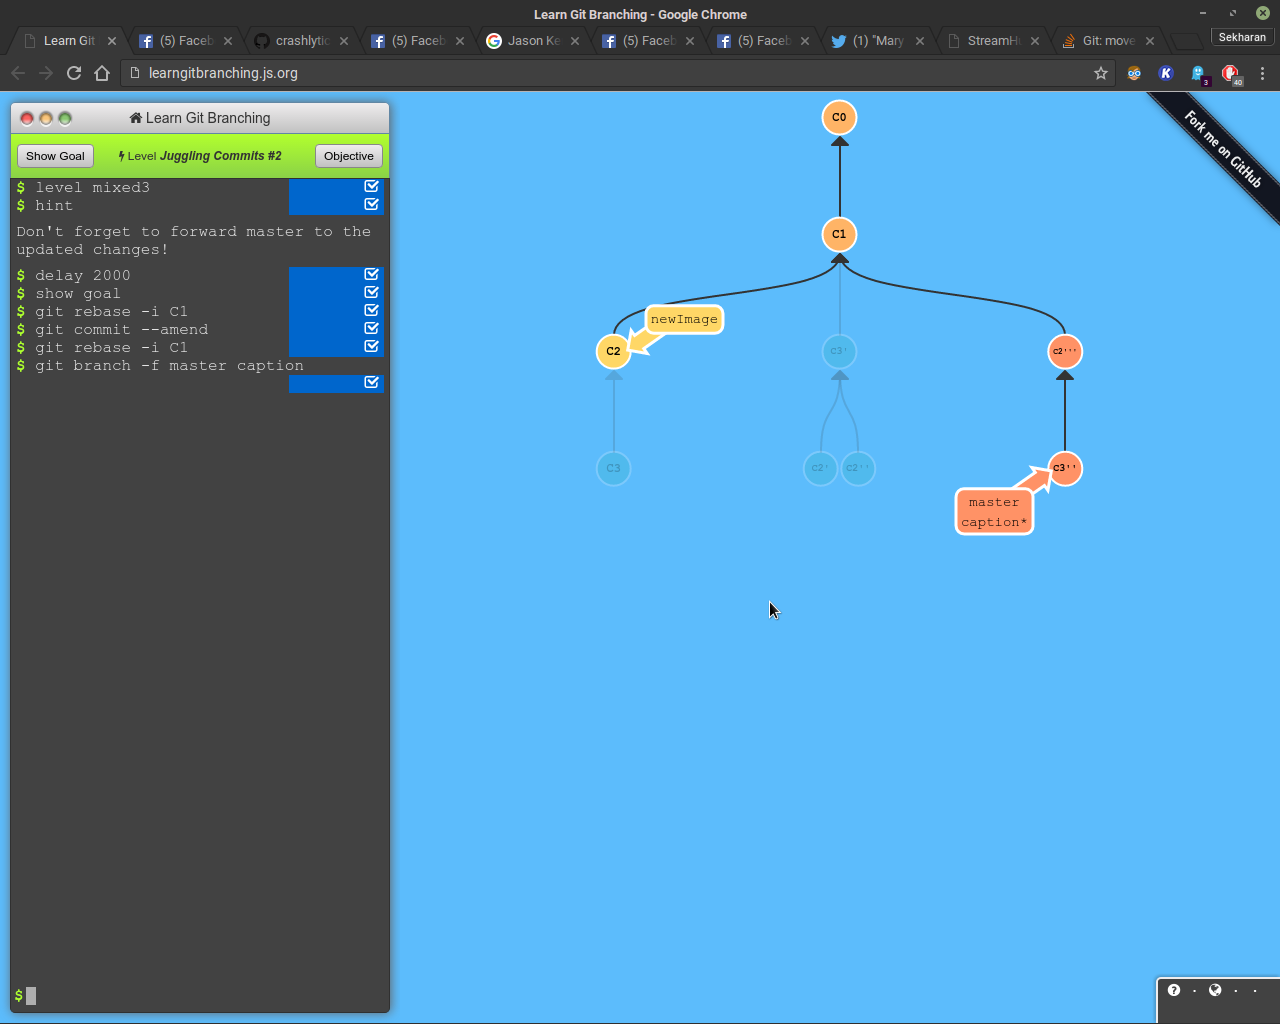 Learn Git Branching - Google Chrome
Learn Git
(5) Faceb
crashlytic
(5) Faceb
Jason Ke
(5) Faceb
(5) Faceb
(1) "Mary
StreamH
Git: move
Sekharan
learngitbranching.js.org
3
40
Learn Git Branching
Show Goal
Level Juggling Commits #2
Objective
$ level mixed3
$ hint
Don't forget to forward master to the
updated changes!
$ delay 2000
$ show goal
$ git rebase -i C1
$ git commit --amend
$ git rebase -i C1
$ git branch -f master caption
$
Fork me on GitHub
C0
C1
newImage
C2
C3'
C2'''
C3
C2'
C2''
C3''
master
caption*
?